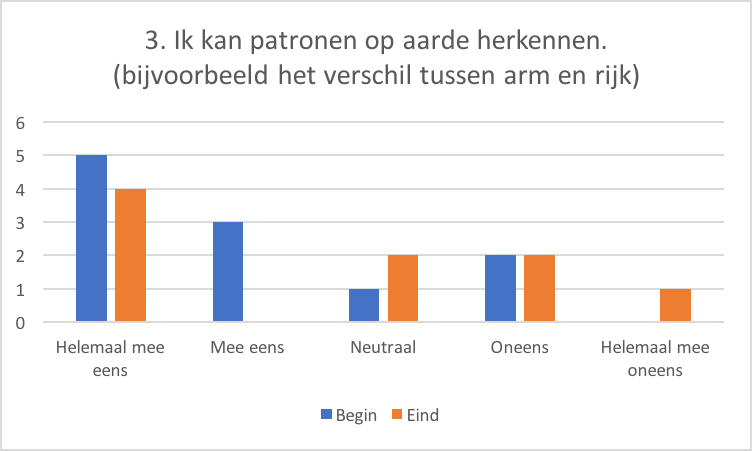 3. Ik kan patronen op aarde herkennen.
(bijvoorbeeld het verschil tussen arm en rijk)
6
5
4
3
2
1
0
Helemaal mee eens
Mee eens
Neutraal
Oneens
Helemaal mee oneens
Begin
Eind